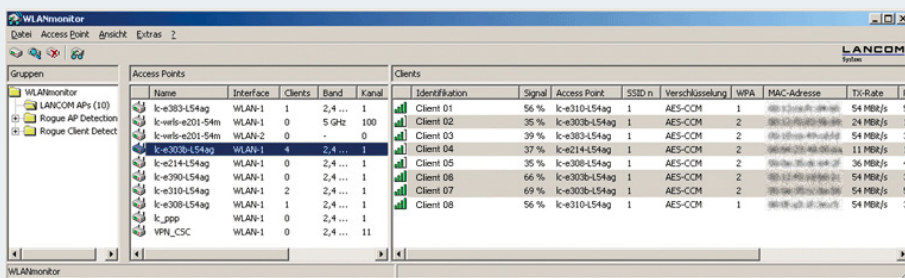 WLANmonitor
Datei Access Point Ansicht Extras ?
LANCOM
Systems
Gruppen
WLANmonitor
LANCOM APs (10)
Rogue AP Detection
Rogue Client Detect
Access Points
Name Interface Clients Band Kanal
lc-e383-L54ag WLAN-1 1 2,4 ... 1
lc-wrls-e201-54m WLAN-1 0 5 GHz 100
lc-wrls-e201-54m WLAN-2 0 - 0
lc-e303b-L54ag WLAN-1 4 2,4 ... 1
lc-e214-L54ag WLAN-1 0 2,4 ... 1
lc-e390-L54ag WLAN-1 0 2,4 ... 1
lc-e310-L54ag WLAN-1 2 2,4 ... 1
lc-e308-L54ag WLAN-1 1 2,4 ... 1
lc_ppp WLAN-1 0 2,4 ... 1
VPN_CSC WLAN-1 0 2,4 ... 11
Clients
Identifikation Signal Access Point SSID n Verschlüsselung WPA MAC-Adresse TX-Rate
Client 01 56 % lc-e310-L54ag 1 AES-CCM 1 54 MBit/s
Client 02 35 % lc-e303b-L54ag 1 AES-CCM 2 24 MBit/s
Client 03 39 % lc-e383-L54ag 1 AES-CCM 2 54 MBit/s
Client 04 37 % lc-e214-L54ag 1 AES-CCM 2 11 MBit/s
Client 05 35 % lc-e308-L54ag 1 AES-CCM 2 36 MBit/s
Client 06 66 % lc-e303b-L54ag 1 AES-CCM 2 54 MBit/s
Client 07 69 % lc-e303b-L54ag 1 AES-CCM 2 54 MBit/s
Client 08 56 % lc-e310-L54ag 1 AES-CCM 1 54 MBit/s
WLANmonitor